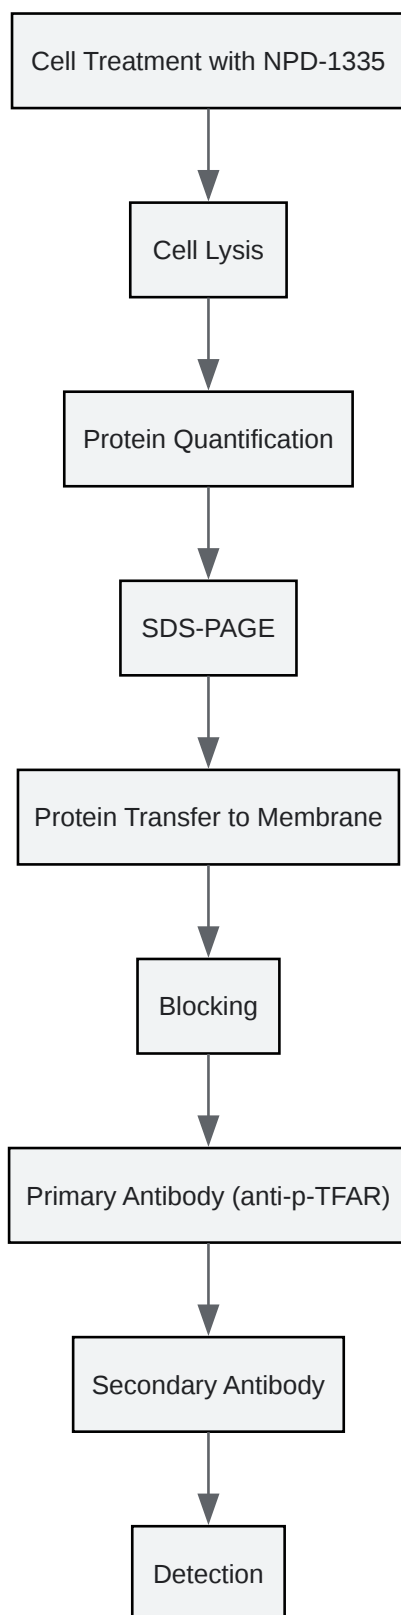 Cell Treatment with NPD-1335
Cell Lysis
Protein Quantification
SDS-PAGE
Protein Transfer to Membrane
Blocking
Primary Antibody (anti-p-TFAR)
Secondary Antibody
Detection